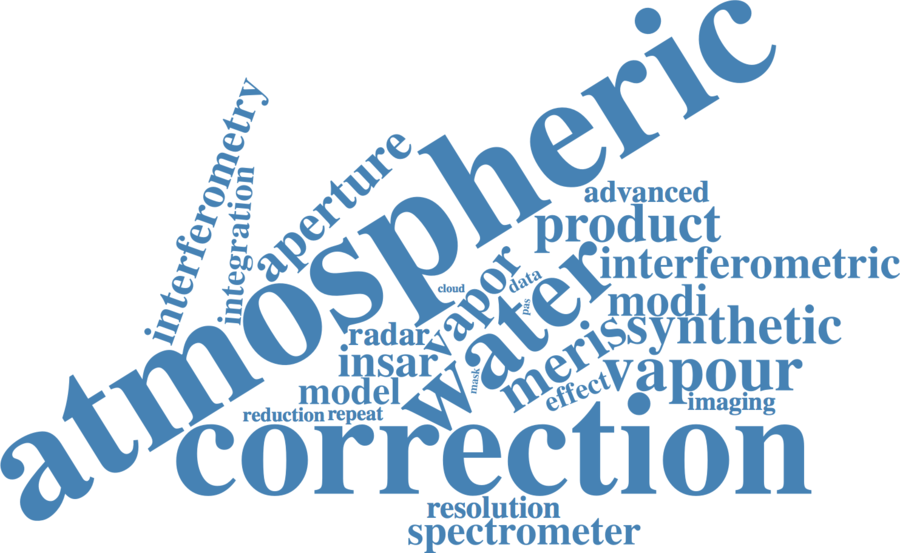 atmospheric
interferometry
integration
aperture
advanced
product
interferometric
vapor
data
cloud
water
pas
modi
synthetic
radar
insar
meris
model
mask
effect
vapour
imaging
reduction
repeat
correction
resolution
spectrometer